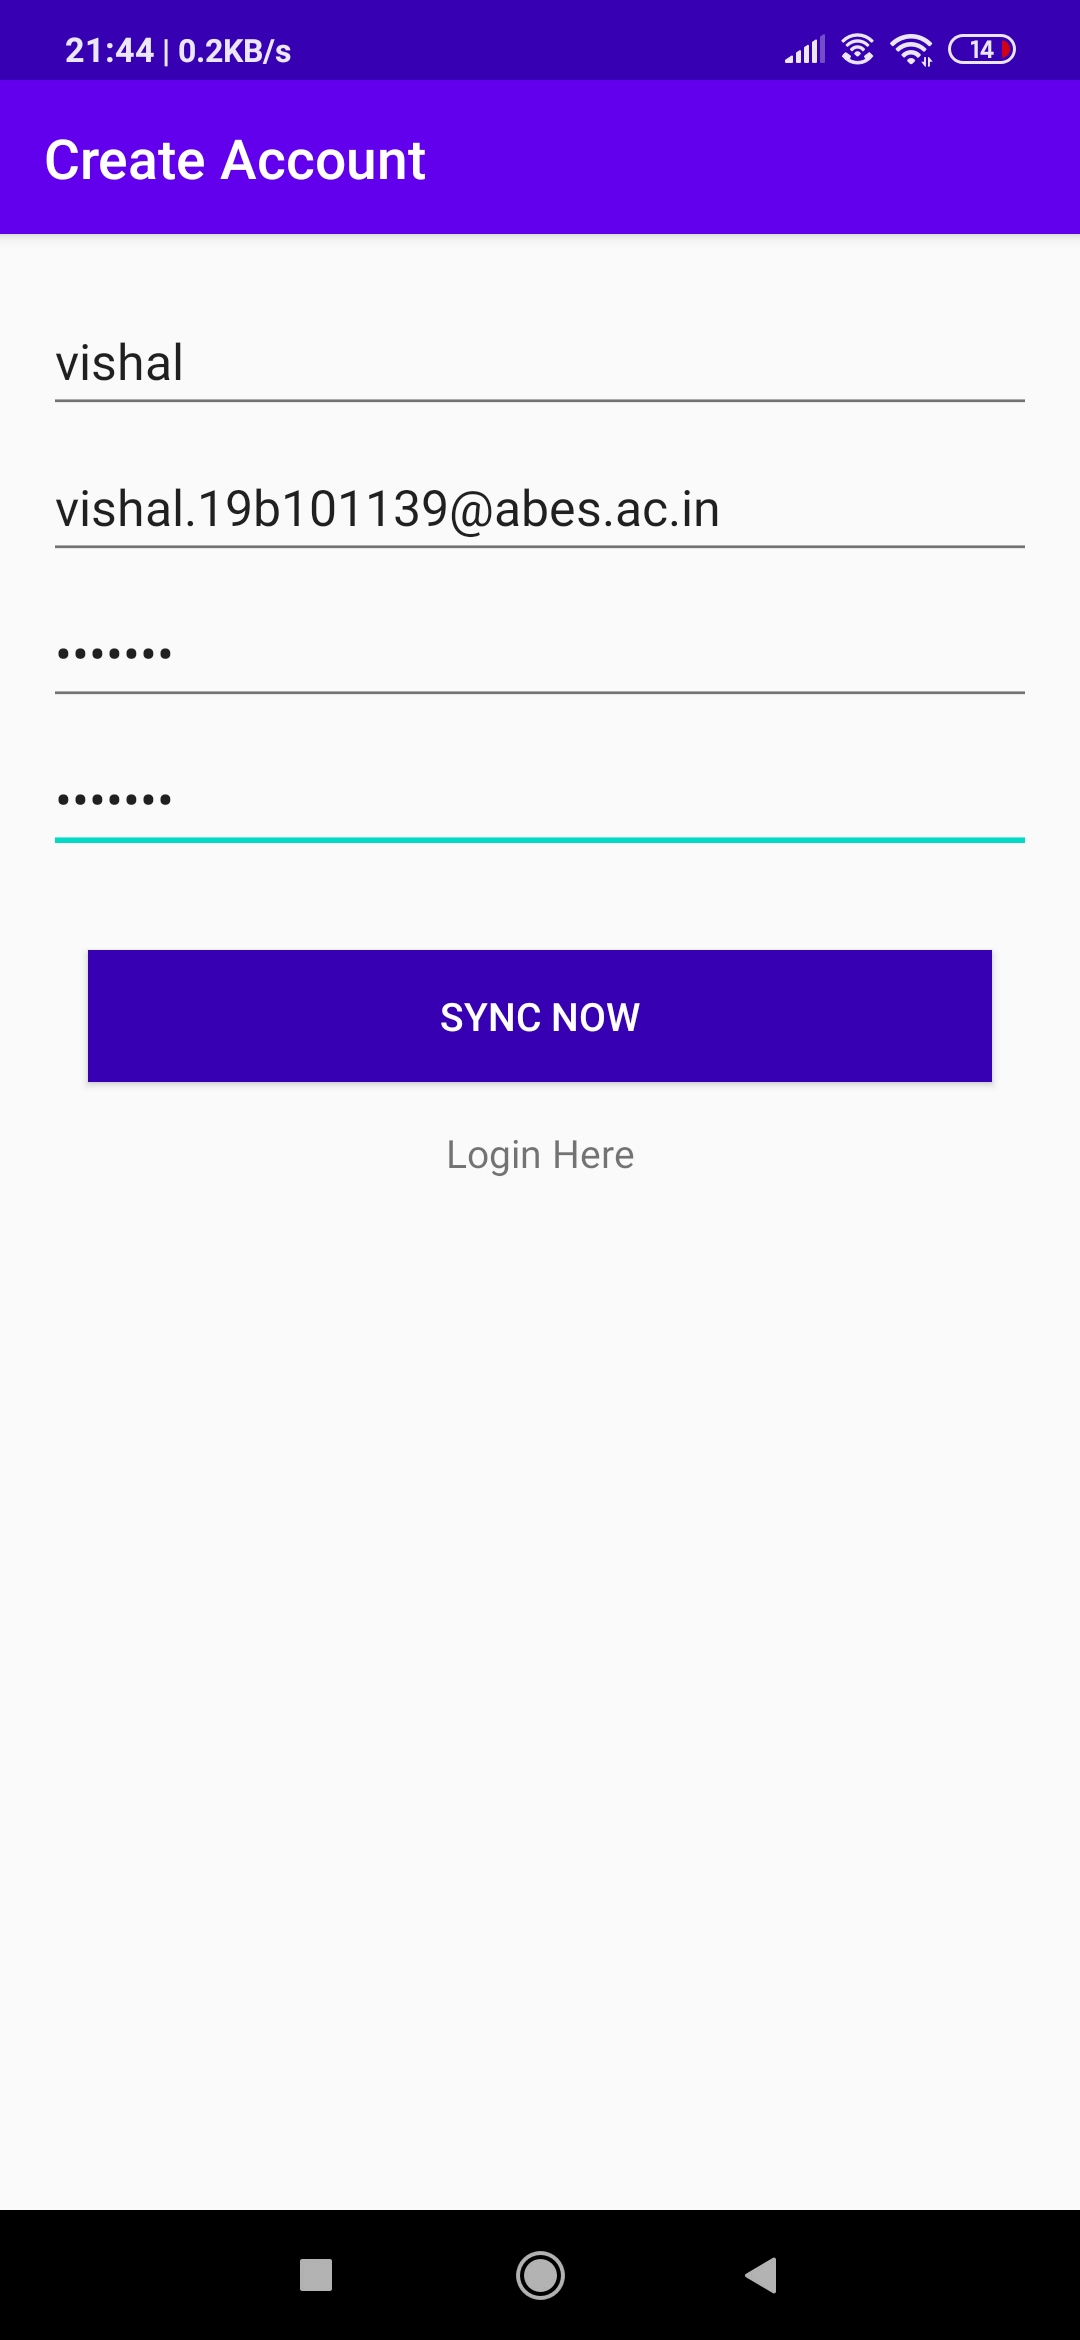 21:44 | 0.2KB/s 14
Create Account
vishal
vishal.19b101139@abes.ac.in
•••••••
•••••••
SYNC NOW
Login Here